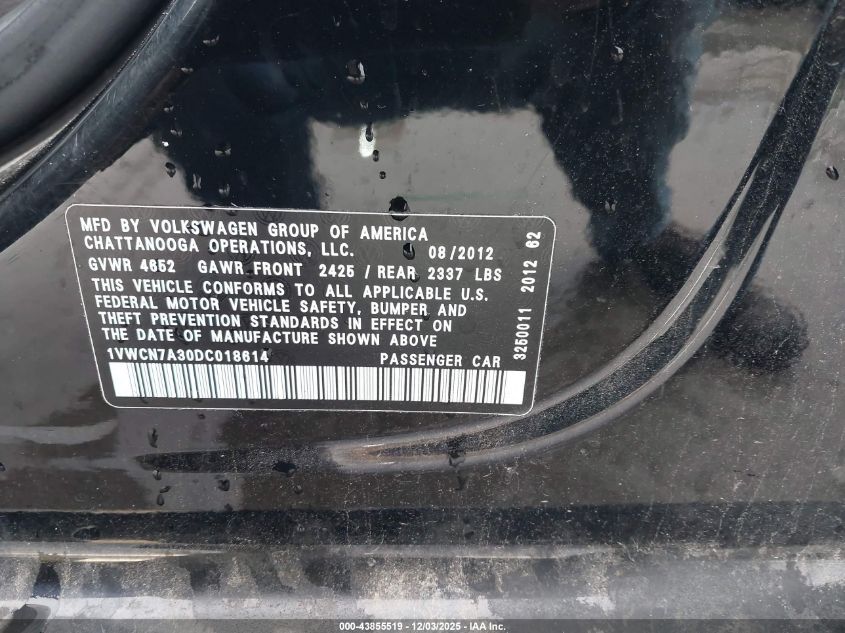 MFD BY VOLKSWAGEN GROUP OF AMERICA
CHATTANOOGA OPERATIONS, LLC. 08/2012
GVWR 4652 GAWR FRONT 2425 / REAR 2337 LBS
THIS VEHICLE CONFORMS TO ALL APPLICABLE U.S.
FEDERAL MOTOR VEHICLE SAFETY, BUMPER AND
THEFT PREVENTION STANDARDS IN EFFECT ON
THE DATE OF MANUFACTURE SHOWN ABOVE
1VWCN7A30DC018614 PASSENGER CAR
3250011 2012 62
000-43855519 - 12/03/2025 - IAA Inc.